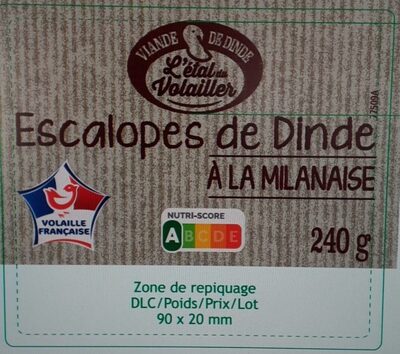 VIANDE DE DINDE
L'étal du
Volailler
Escalopes de Dinde
À LA MILANAISE
VOLAILLE
FRANÇAISE
NUTRI-SCORE
A B C D E
240 g
77509A
Zone de repiquage
DLC/Poids/Prix/Lot
90 x 20 mm